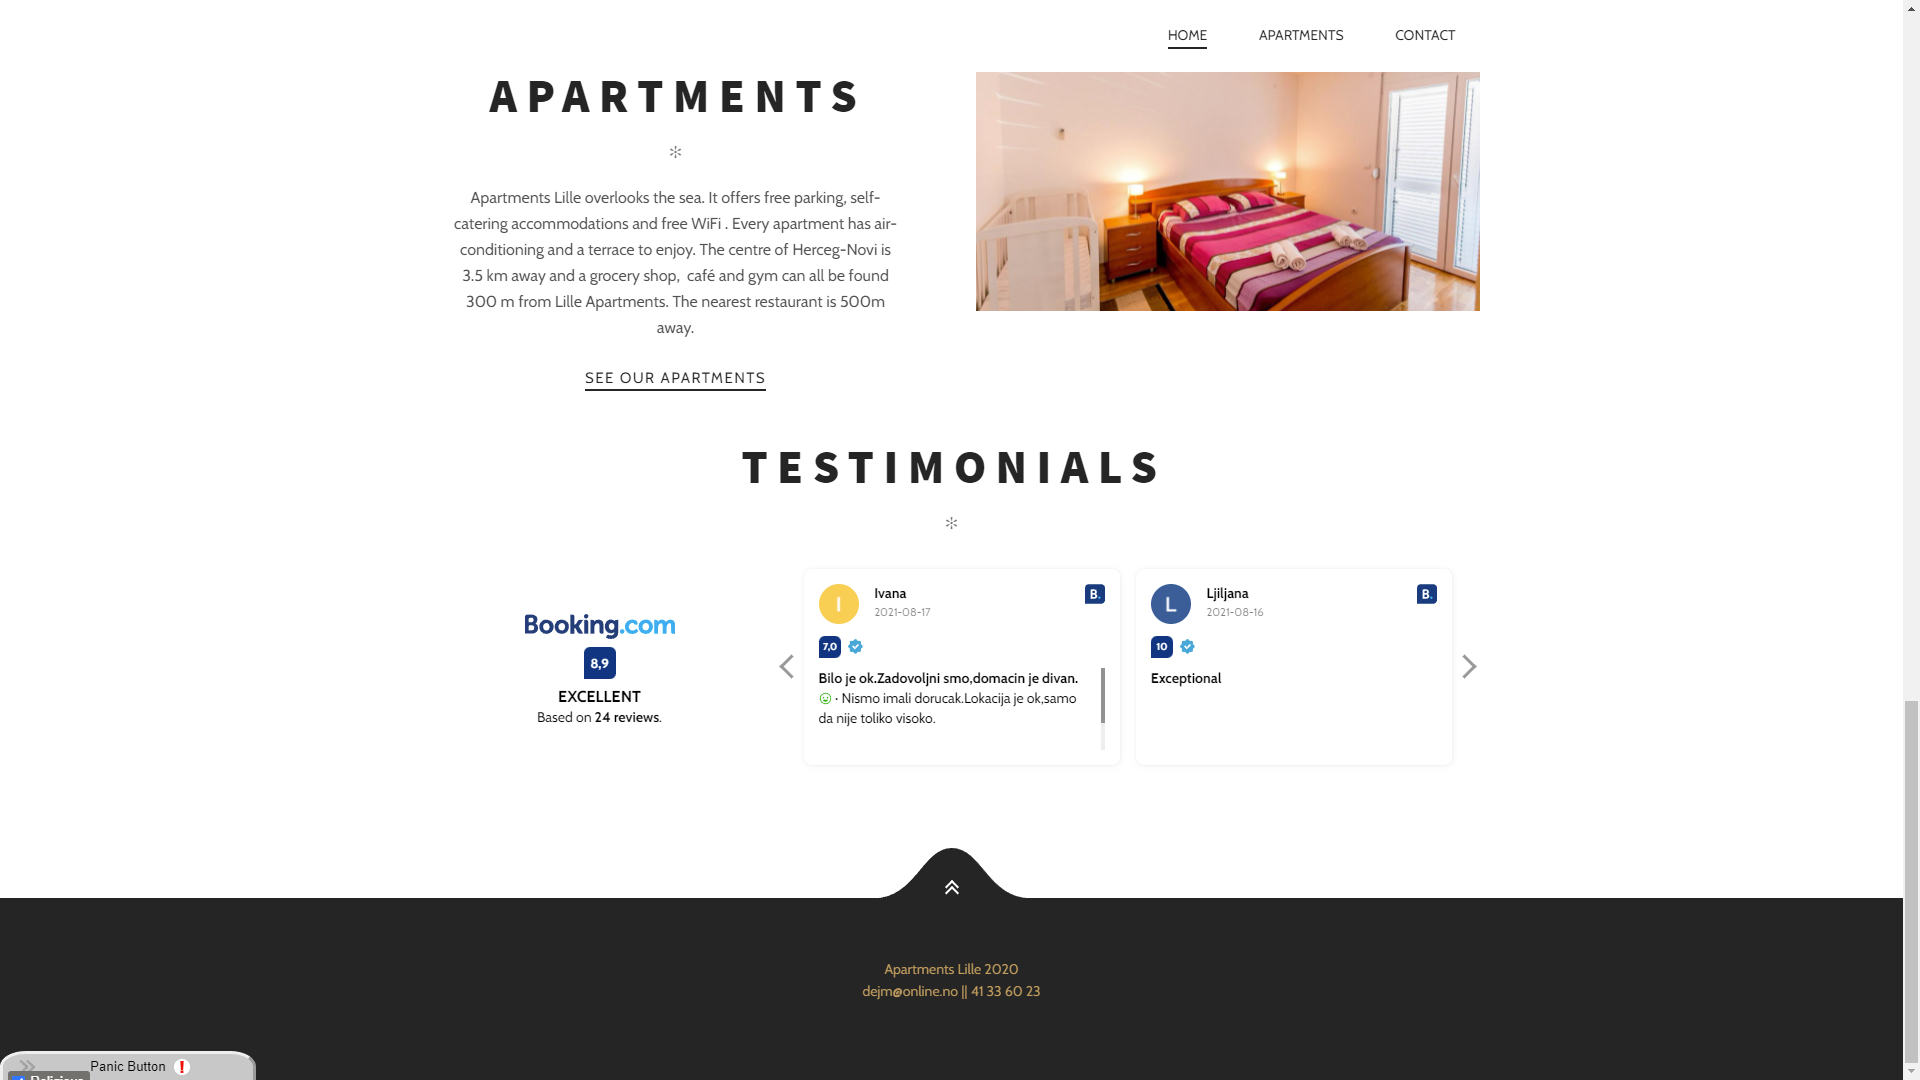 HOME APARTMENTS CONTACT
APARTMENTS
Apartments Lille overlooks the sea. It offers free parking, self-
catering accommodations and free WiFi . Every apartment has air-
conditioning and a terrace to enjoy. The centre of Herceg-Novi is
3.5 km away and a grocery shop, café and gym can all be found
300 m from Lille Apartments. The nearest restaurant is 500m
away.
SEE OUR APARTMENTS
TESTIMONIALS
Booking.com
8,9
EXCELLENT
Based on 24 reviews.
I
Ivana
B.
2021-08-17
7,0
Bilo je ok.Zadovoljni smo,domacin je divan.
· Nismo imali dorucak.Lokacija je ok,samo
da nije toliko visoko.
L
Ljiljana
B.
2021-08-16
10
Exceptional
Apartments Lille 2020
dejm@online.no || 41 33 60 23
Panic Button
Religious